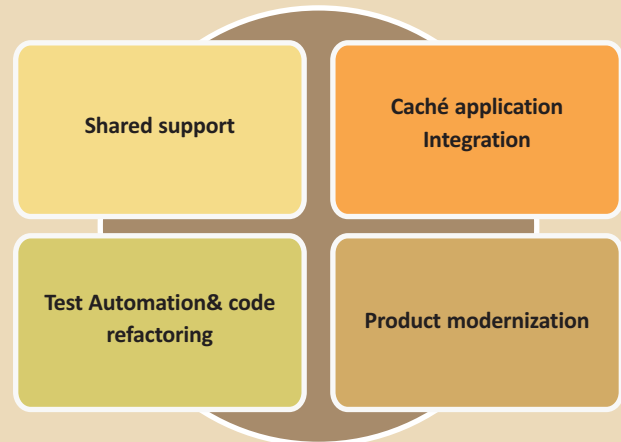 Shared support
Caché application
Integration
Test Automation& code
refactoring
Product modernization